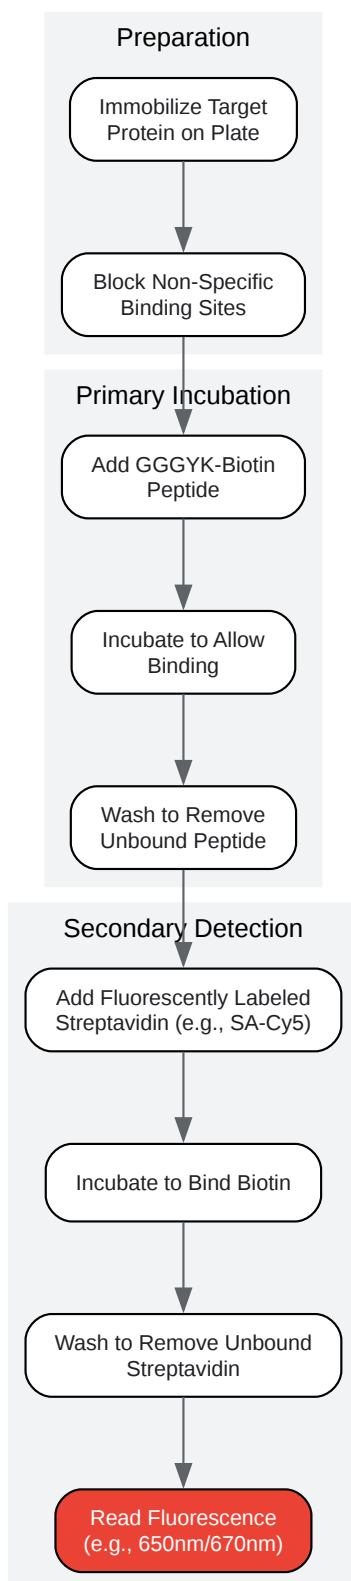 Preparation
Immobilize Target
Protein on Plate
Block Non-Specific
Binding Sites
Primary Incubation
Add GGGYK-Biotin
Peptide
Incubate to Allow
Binding
Wash to Remove
Unbound Peptide
Secondary Detection
Add Fluorescently Labeled
Streptavidin (e.g., SA-Cy5)
Incubate to Bind Biotin
Wash to Remove Unbound
Streptavidin
Read Fluorescence
(e.g., 650nm/670nm)